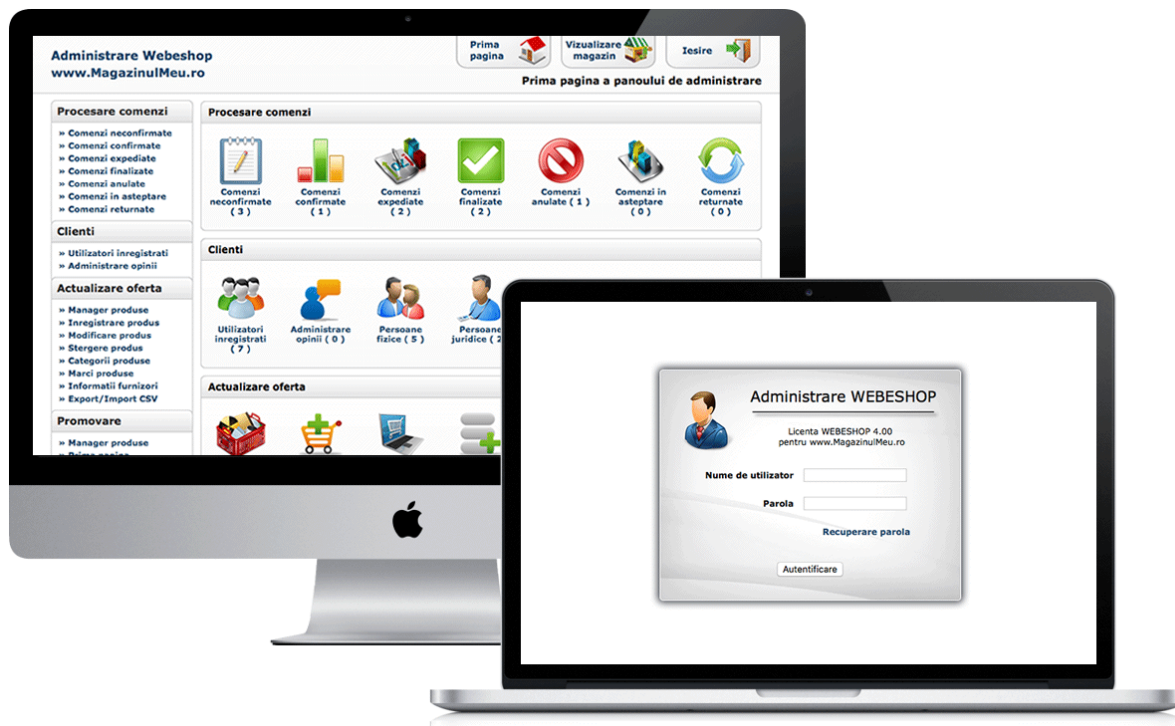 Administrare Webeshop
www.MagazinulMeu.ro
Prima
pagina
Vizualizare
magazin
Iesire
Prima pagina a panoului de administrare
Procesare comenzi
» Comenzi neconfirmate
» Comenzi confirmate
» Comenzi expediate
» Comenzi finalizate
» Comenzi anulate
» Comenzi in asteptare
» Comenzi returnate
Clienti
» Utilizatori inregistrati
» Administrare opinii
Actualizare oferta
» Manager produse
» Inregistrare produs
» Modificare produs
» Stergere produs
» Categorii produse
» Marci produse
» Informatii furnizori
» Export/Import CSV
Promovare
» Manager produse
» Prima pagina
Procesare comenzi
Comenzi
neconfirmate
( 3 )
Comenzi
confirmate
( 1 )
Comenzi
expediate
( 2 )
Comenzi
finalizate
( 2 )
Comenzi
anulate ( 1 )
Comenzi in
asteptare
( 0 )
Comenzi
returnate
( 0 )
Clienti
Utilizatori
inregistrati
( 7 )
Administrare
opinii ( 0 )
Persoane
fizice ( 5 )
Persoane
juridice ( 2
Actualizare oferta
Administrare WEBESHOP
Licenta WEBESHOP 4.00
pentru www.MagazinulMeu.ro
Nume de utilizator
Parola
Recuperare parola
Autentificare